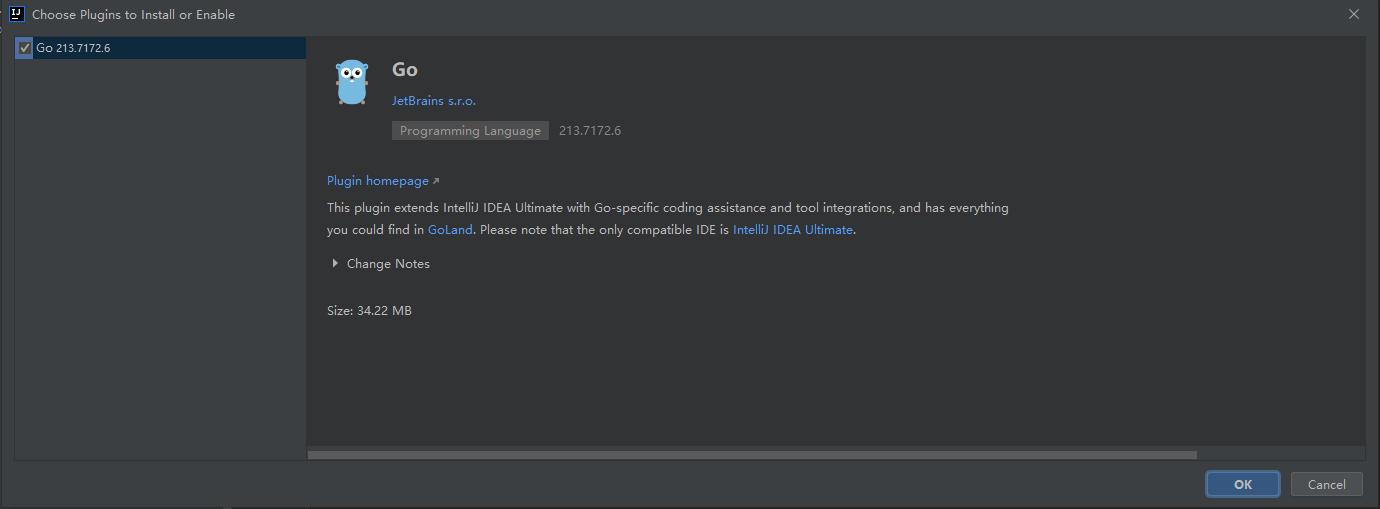 Choose Plugins to Install or Enable
Go 213.7172.6
Go
JetBrains s.r.o.
Programming Language 213.7172.6
Plugin homepage
This plugin extends IntelliJ IDEA Ultimate with Go-specific coding assistance and tool integrations, and has everything
you could find in GoLand. Please note that the only compatible IDE is IntelliJ IDEA Ultimate.
Change Notes
Size: 34.22 MB
OK Cancel